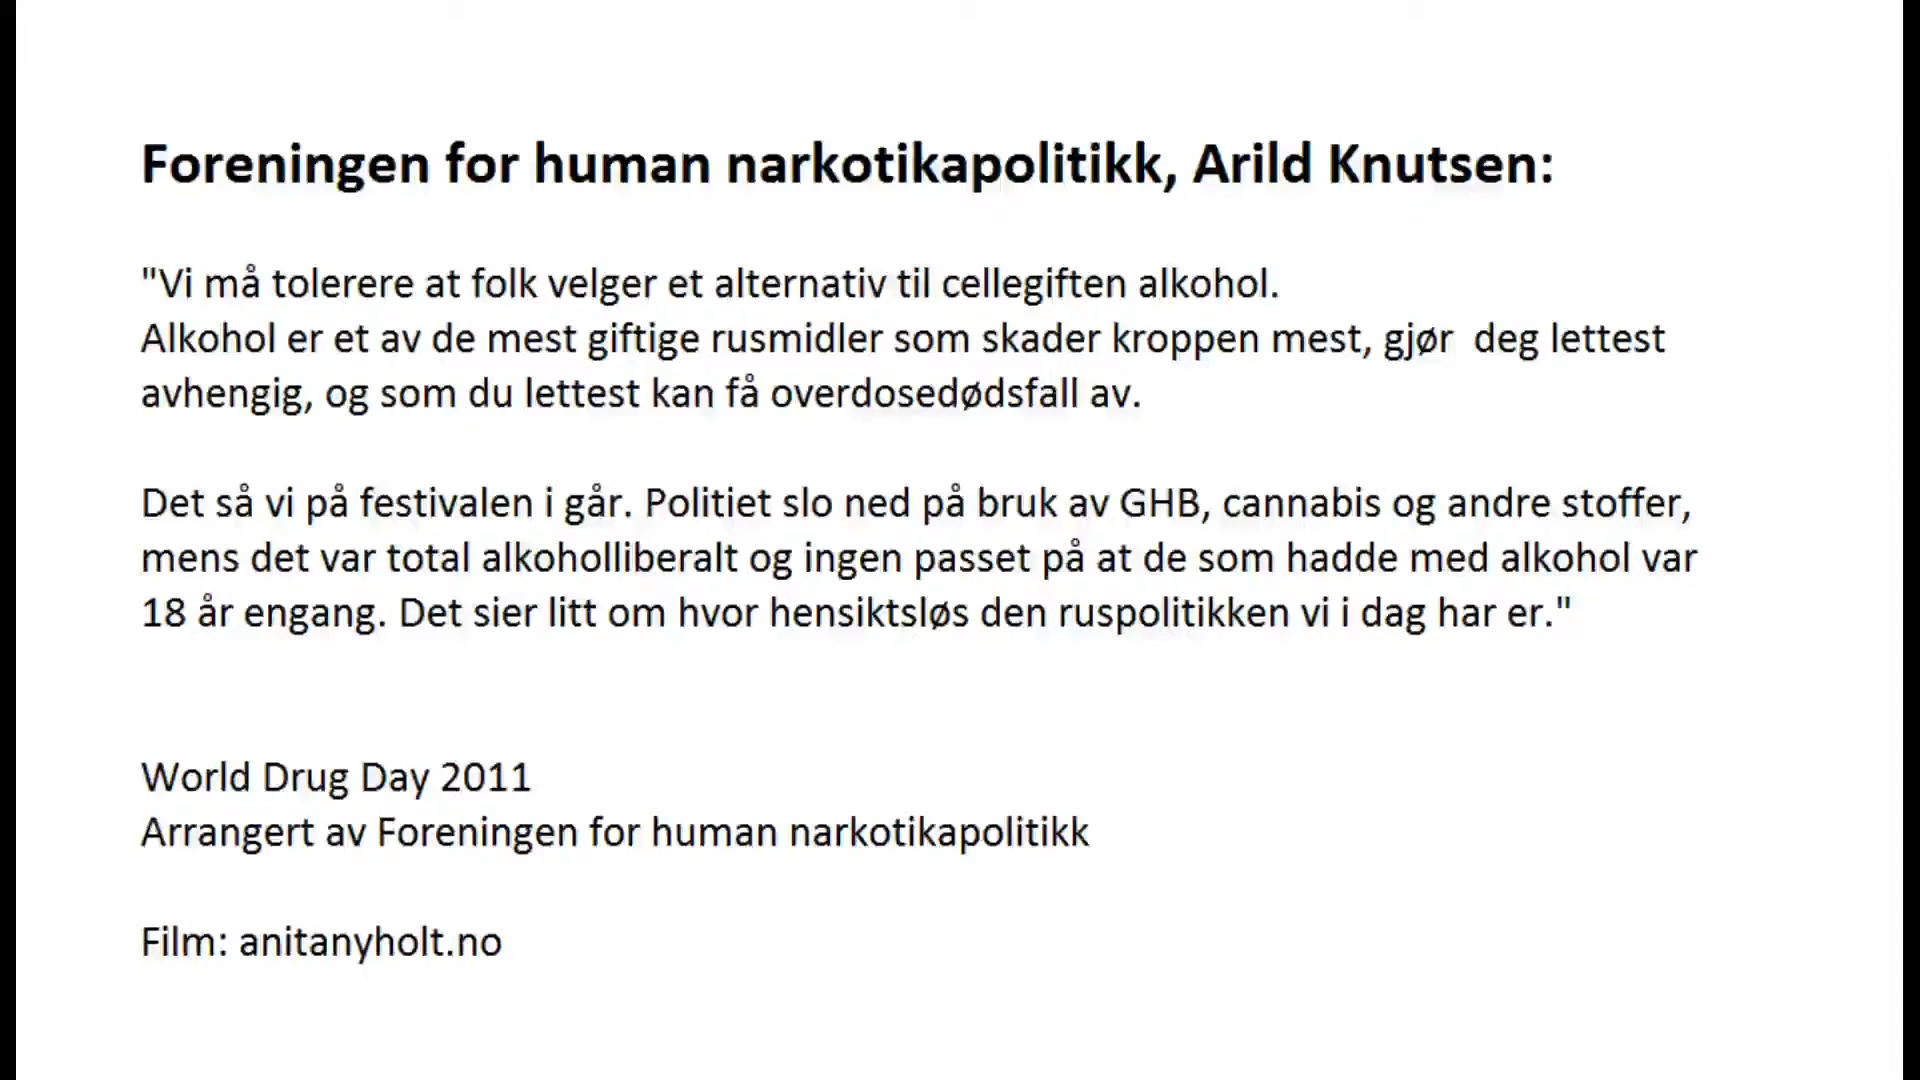 Foreningen for human narkotikapolitikk, Arild Knutsen:
"Vi må tolerere at folk velger et alternativ til cellegiften alkohol.
Alkohol er et av de mest giftige rusmidler som skader kroppen mest, gjør  deg lettest
avhengig, og som du lettest kan få overdosedødsfall av.
Det så vi på festivalen i går. Politiet slo ned på bruk av GHB, cannabis og andre stoffer,
mens det var total alkoholliberalt og ingen passet på at de som hadde med alkohol var
18 år engang. Det sier litt om hvor hensiktsløs den ruspolitikken vi i dag har er."
World Drug Day 2011
Arrangert av Foreningen for human narkotikapolitikk
Film: anitanyholt.no